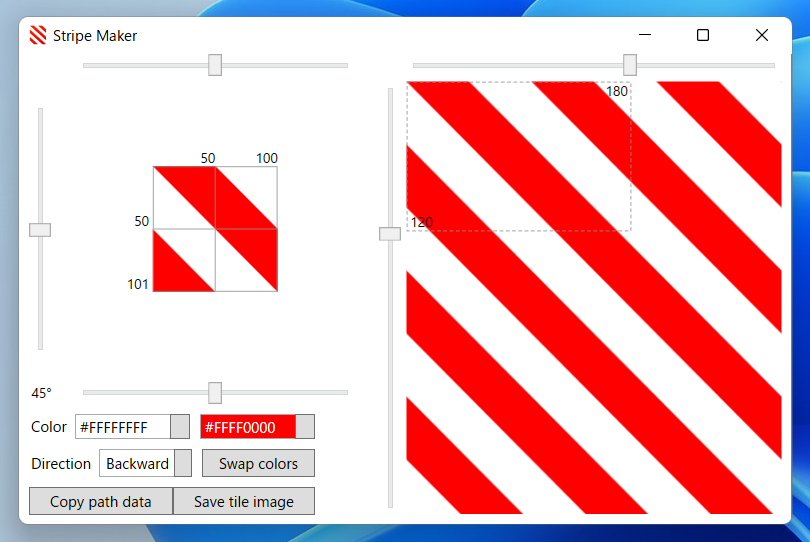 Stripe Maker
180
50 100
50
120
101
45°
Color #FFFFFFFF #FFFF0000
Direction Backward Swap colors
Copy path data Save tile image